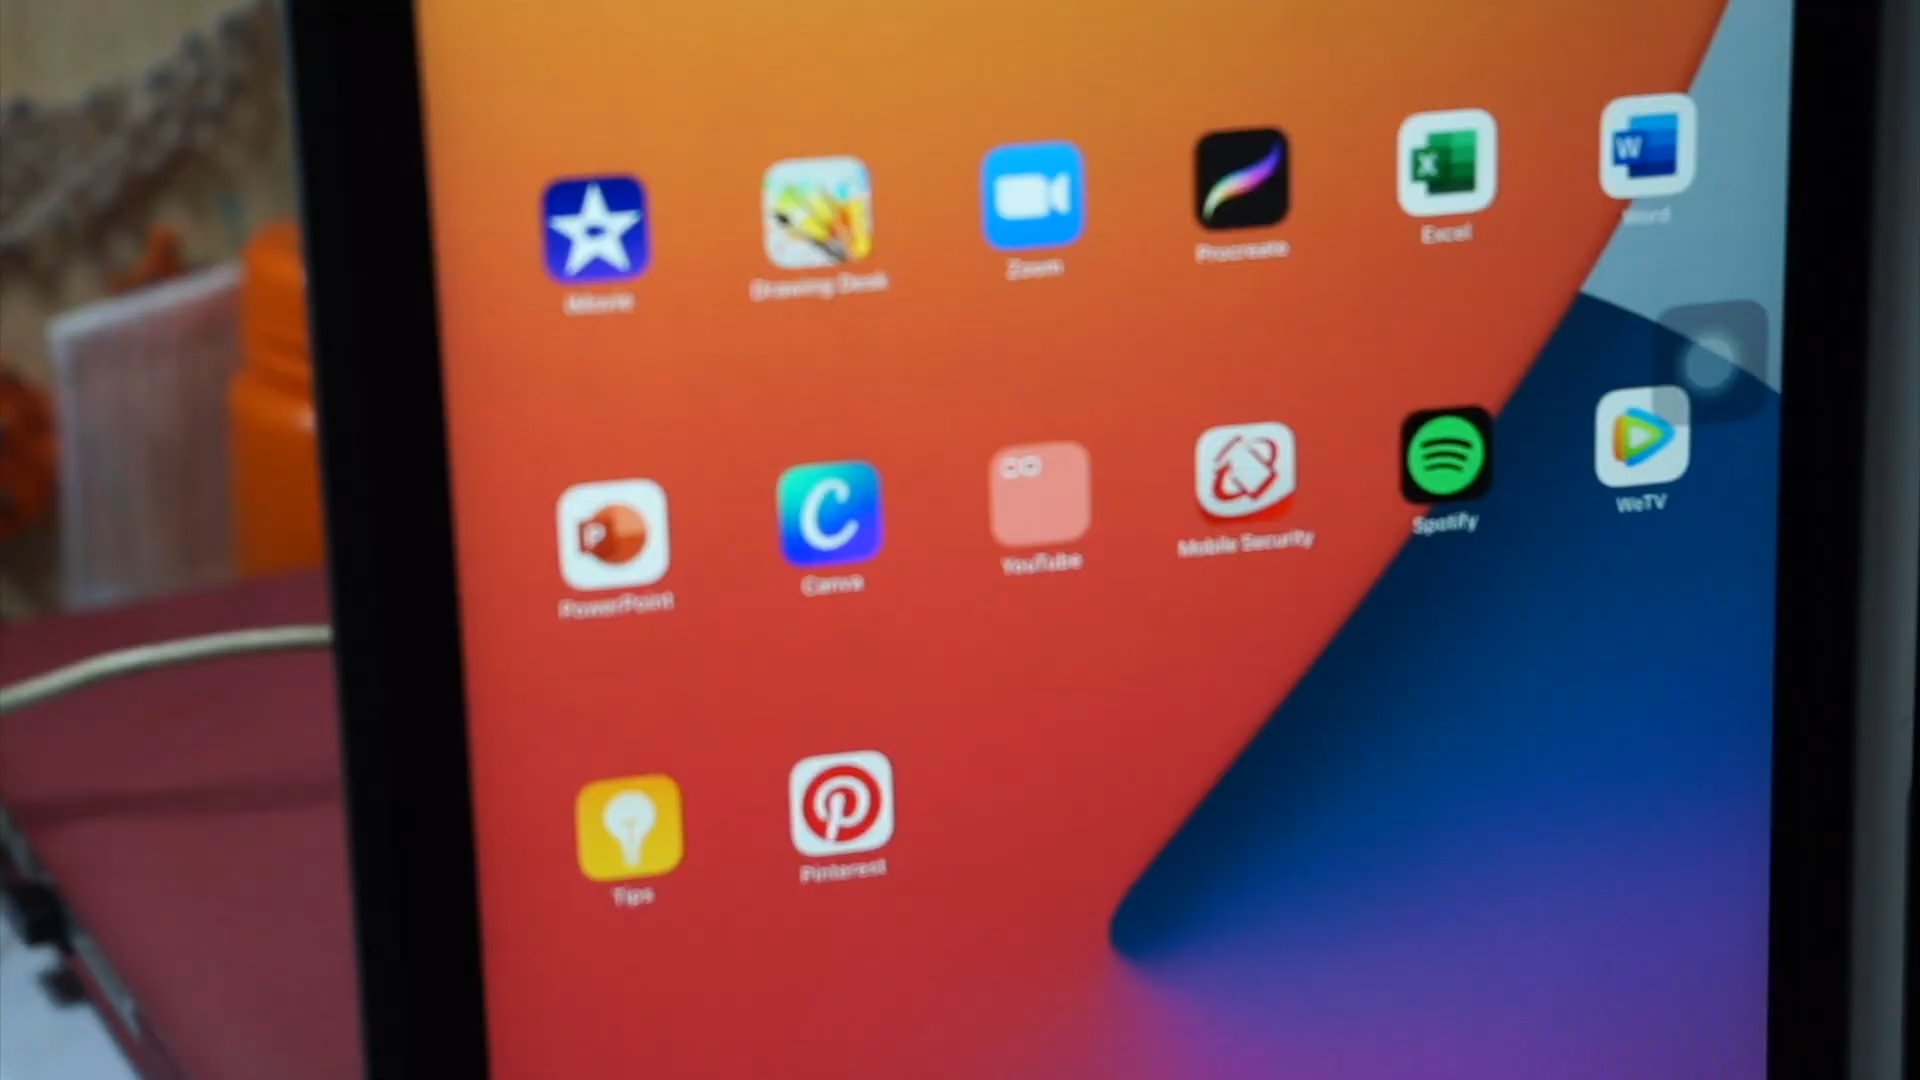 iMovie
Drawing Desk
Zoom
Procreate
Excel
Word
PowerPoint
Canva
YouTube
Mobile Security
Spotify
WeTV
Tips
Pinterest